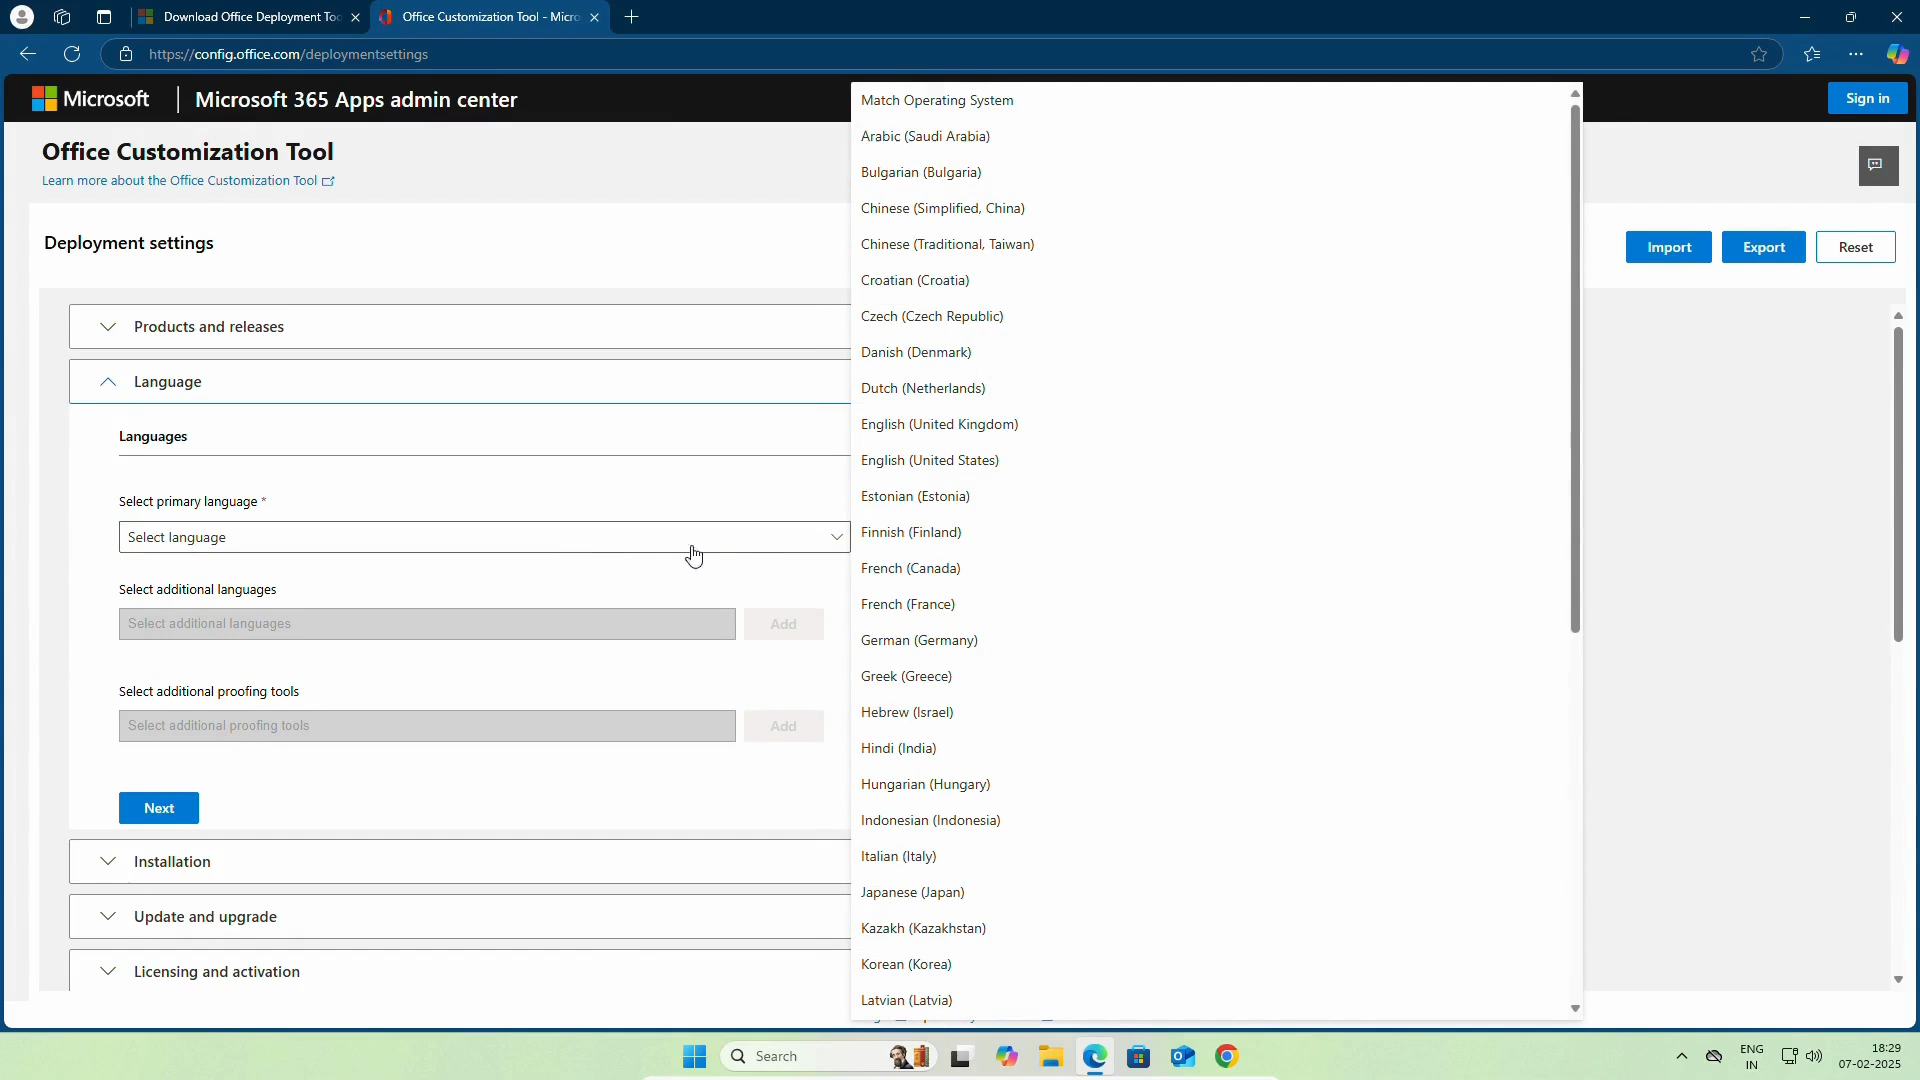 Download Office Deployment Too
Office Customization Tool - Micro
https://config.office.com/deploymentsettings
Microsoft
Microsoft 365 Apps admin center
Sign in
Office Customization Tool
Learn more about the Office Customization Tool
Deployment settings
Import
Export
Reset
Products and releases
Language
Languages
Select primary language *
Select language
Select additional languages
Select additional languages
Add
Select additional proofing tools
Select additional proofing tools
Add
Next
Installation
Update and upgrade
Licensing and activation
Match Operating System
Arabic (Saudi Arabia)
Bulgarian (Bulgaria)
Chinese (Simplified, China)
Chinese (Traditional, Taiwan)
Croatian (Croatia)
Czech (Czech Republic)
Danish (Denmark)
Dutch (Netherlands)
English (United Kingdom)
English (United States)
Estonian (Estonia)
Finnish (Finland)
French (Canada)
French (France)
German (Germany)
Greek (Greece)
Hebrew (Israel)
Hindi (India)
Hungarian (Hungary)
Indonesian (Indonesia)
Italian (Italy)
Japanese (Japan)
Kazakh (Kazakhstan)
Korean (Korea)
Latvian (Latvia)
Search
ENG
IN
18:29
07-02-2025